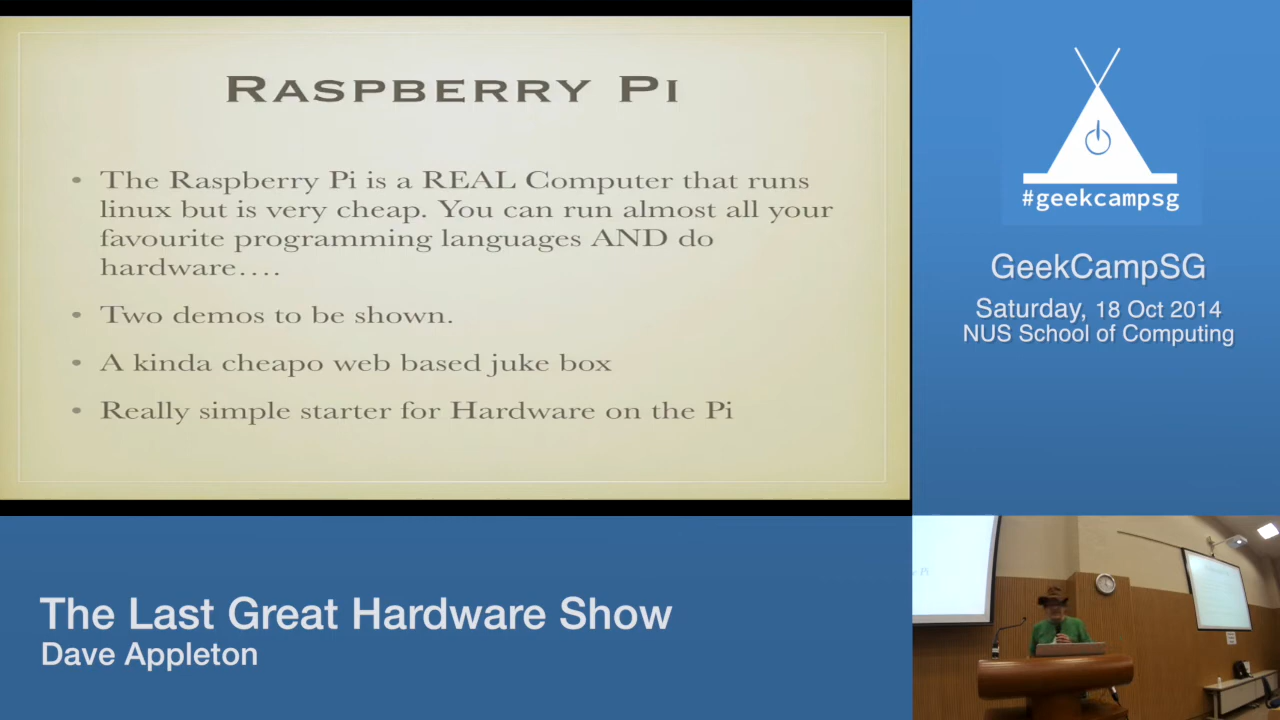 RASPBERRY PI
• The Raspberry Pi is a REAL Computer that runs
linux but is very cheap. You can run almost all your
favourite programming languages AND do
hardware....
• Two demos to be shown.
• A kinda cheapo web based juke box
• Really simple starter for Hardware on the Pi
#geekcampsg
GeekCampSG
Saturday, 18 Oct 2014
NUS School of Computing
The Last Great Hardware Show
Dave Appleton